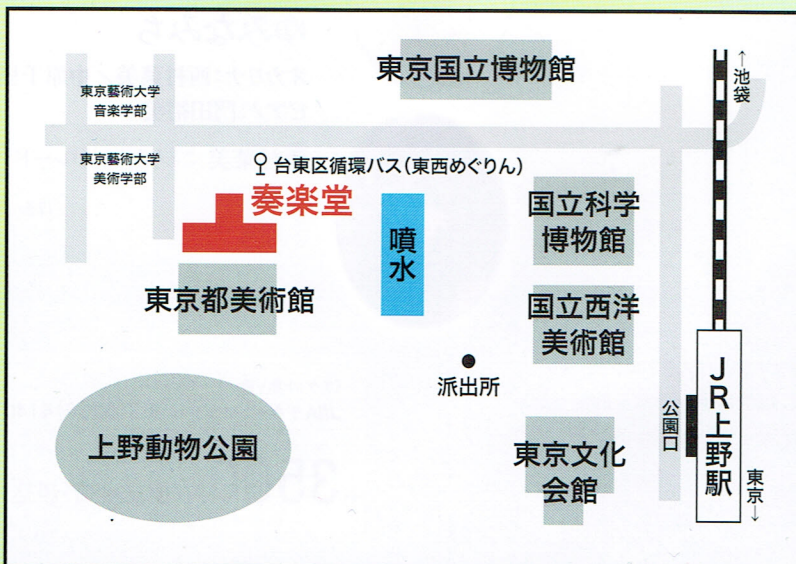 東京国立博物館
↑池袋
東京藝術大学
音楽学部
東京藝術大学
美術学部
台東区循環バス(東西めぐりん)
奏楽堂
噴水
国立科学
博物館
東京都美術館
国立西洋
美術館
派出所
上野動物公園
東京文化
会館
公園口
JR上野駅
東京↓